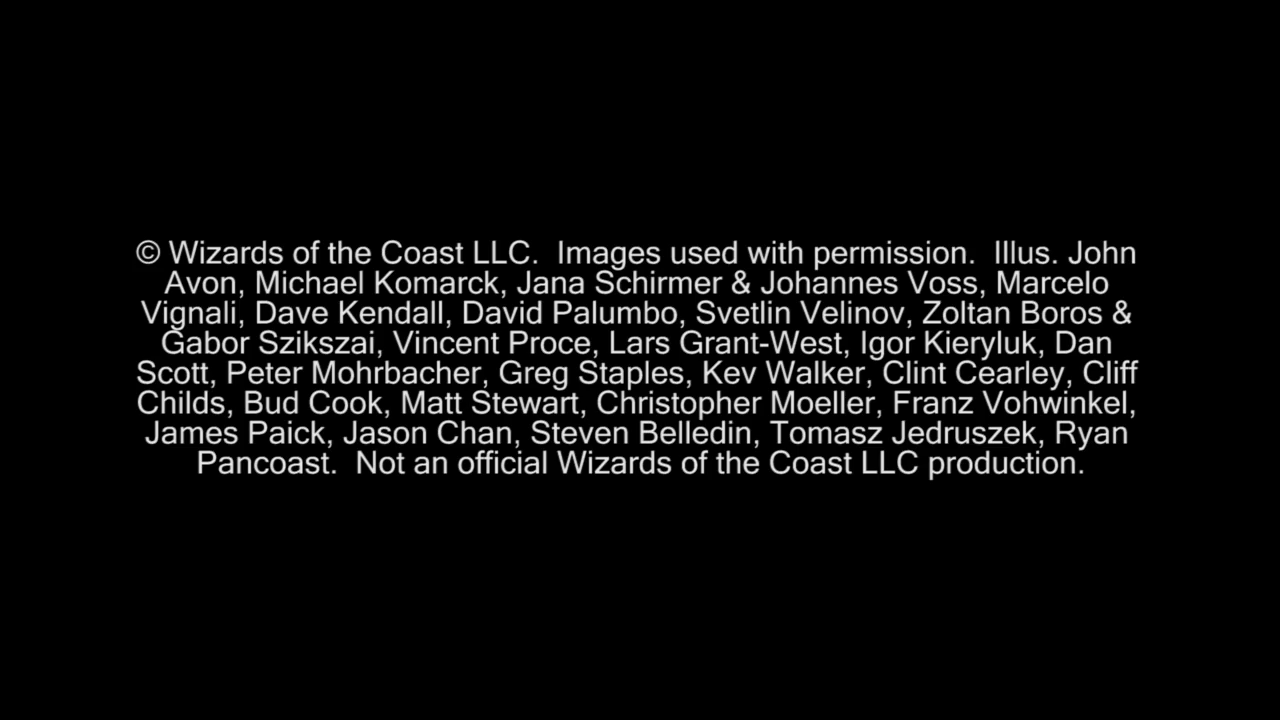 © Wizards of the Coast LLC.  Images used with permission.  Illus. John
Avon, Michael Komarck, Jana Schirmer & Johannes Voss, Marcelo
Vignali, Dave Kendall, David Palumbo, Svetlin Velinov, Zoltan Boros &
Gabor Szikszai, Vincent Proce, Lars Grant-West, Igor Kieryluk, Dan
Scott, Peter Mohrbacher, Greg Staples, Kev Walker, Clint Cearley, Cliff
Childs, Bud Cook, Matt Stewart, Christopher Moeller, Franz Vohwinkel,
James Paick, Jason Chan, Steven Belledin, Tomasz Jedruszek, Ryan
Pancoast.  Not an official Wizards of the Coast LLC production.